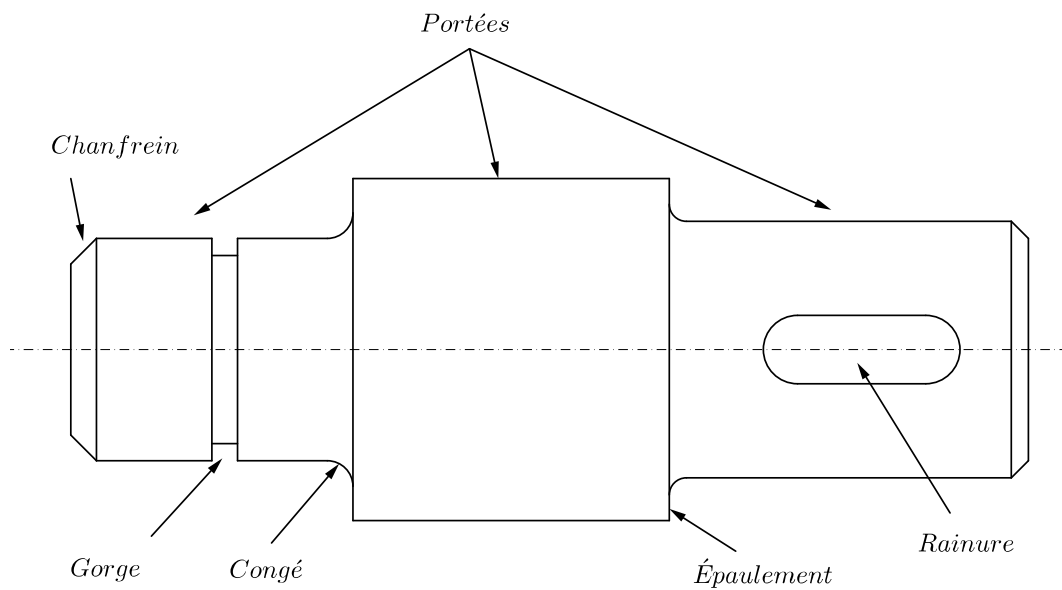 Portées
Chanfrein
Gorge
Congé
Épaulement
Rainure